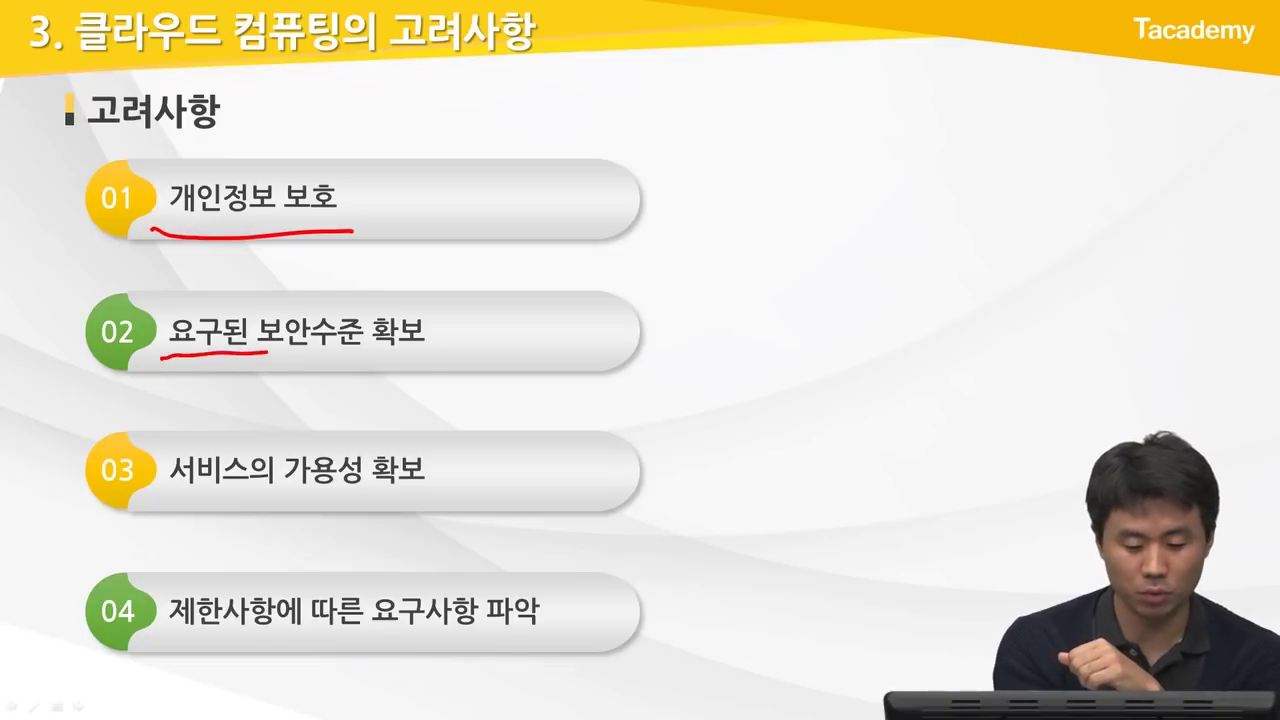 3. 클라우드 컴퓨팅의 고려사항
Tacademy
고려사항
01 개인정보 보호
02 요구된 보안수준 확보
03 서비스의 가용성 확보
04 제한사항에 따른 요구사항 파악